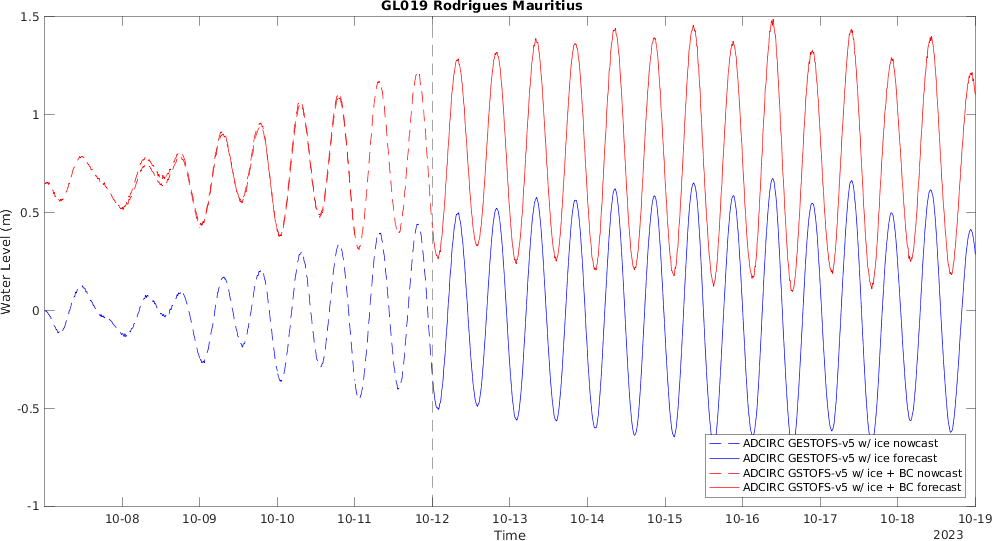 GL019 Rodrigues Mauritius
1.5
1
0.5
0
-0.5
-1
Water Level (m)
ADCIRC GESTOFS-v5 w/ ice nowcast
ADCIRC GESTOFS-v5 w/ ice forecast
ADCIRC GSTOFS-v5 w/ ice + BC nowcast
ADCIRC GSTOFS-v5 w/ ice + BC forecast
10-08 10-09 10-10 10-11 10-12 10-13 10-14 10-15 10-16 10-17 10-18 10-19
Time
2023